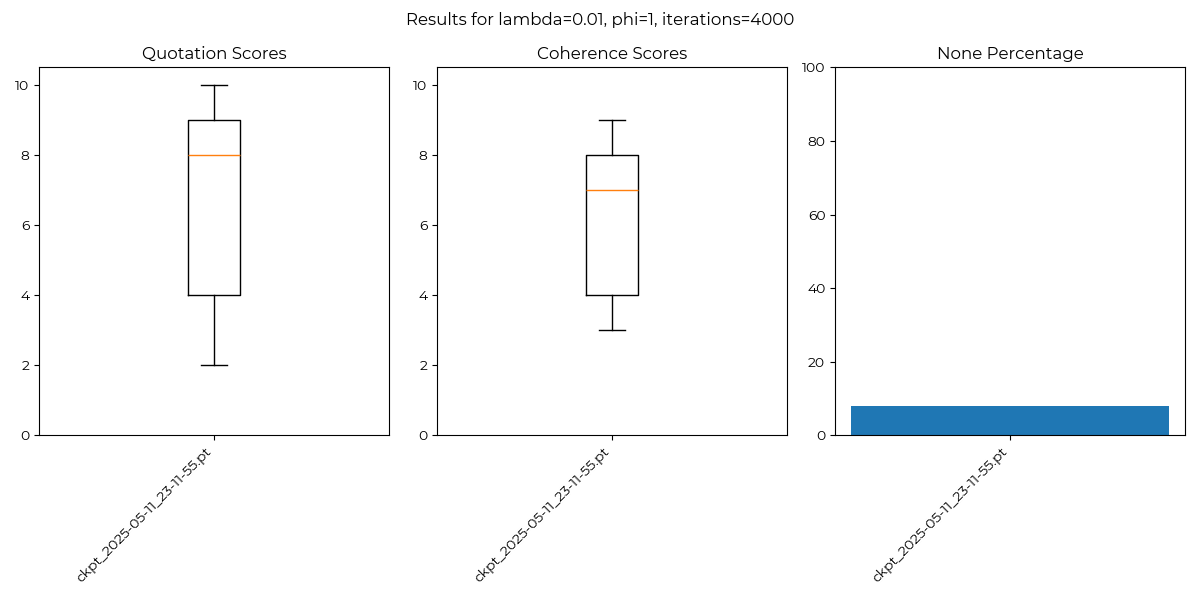 Results for lambda=0.01, phi=1, iterations=4000
Quotation Scores
10
8
6
4
2
0
ckpt_2025-05-11_23-11-55.pt
Coherence Scores
10
8
6
4
2
0
ckpt_2025-05-11_23-11-55.pt
None Percentage
100
80
60
40
20
0
ckpt_2025-05-11_23-11-55.pt